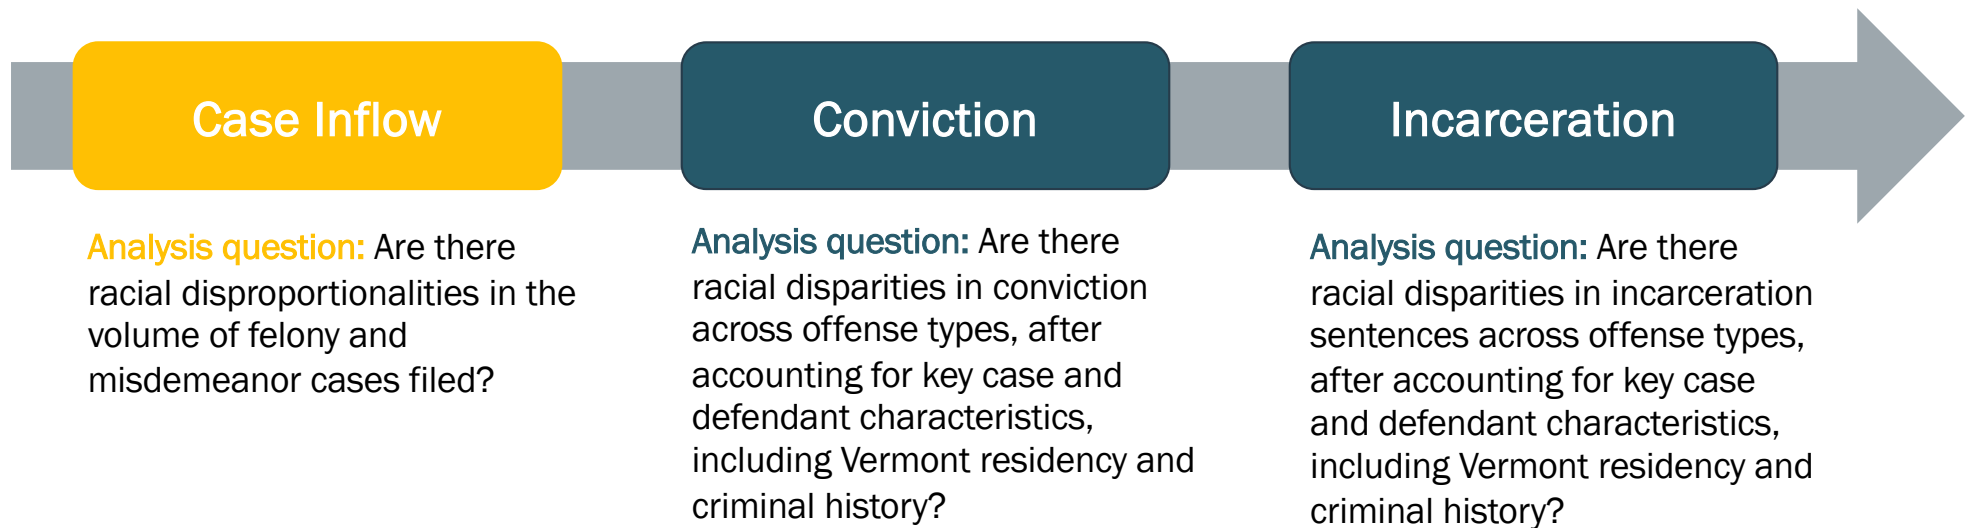 Case Inflow
Analysis question: Are there
racial disproportionalities in the
volume of felony and
misdemeanor cases filed?
Conviction
Analysis question: Are there
racial disparities in conviction
across offense types, after
accounting for key case and
defendant characteristics,
including Vermont residency and
criminal history?
Incarceration
Analysis question: Are there
racial disparities in incarceration
sentences across offense types,
after accounting for key case
and defendant characteristics,
including Vermont residency and
criminal history?